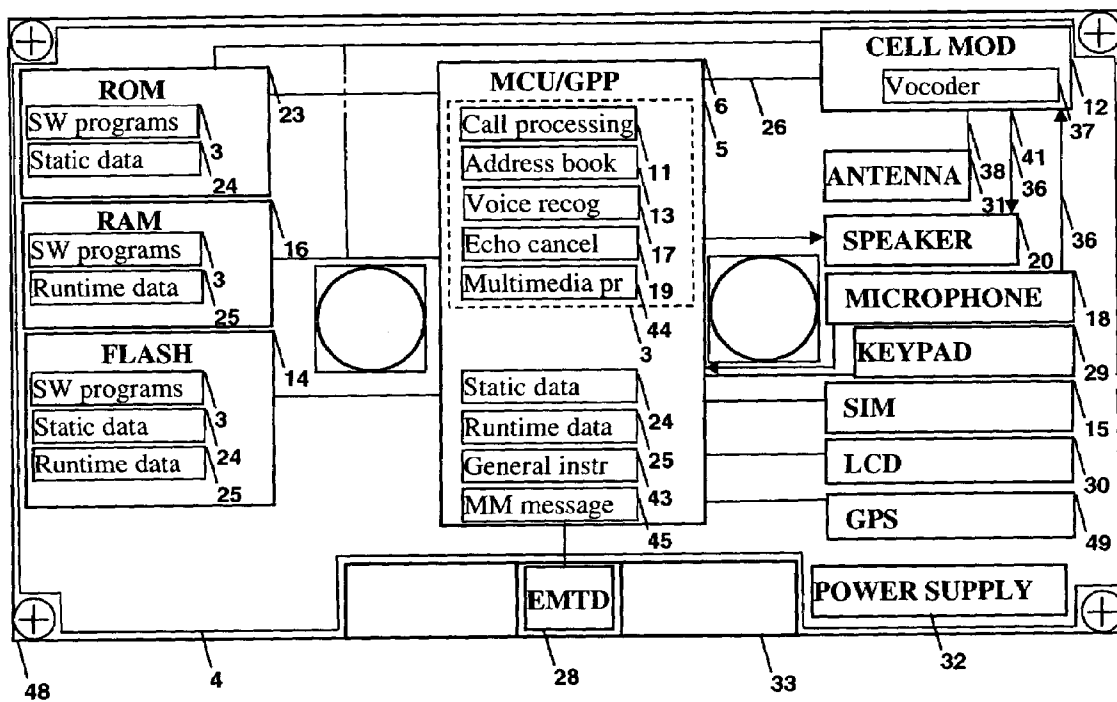 ROM
SW programs
3
Static data
24
23
RAM
SW programs
3
Runtime data
25
16
FLASH
SW programs
3
Static data
24
Runtime data
25
14
MCU/GPP
6
5
Call processing
11
Address book
13
Voice recog
17
Echo cancel
19
Multimedia pr
44
3
Static data
24
Runtime data
25
General instr
43
MM message
45
26
CELL MOD
12
Vocoder
37
38
41
36
ANTENNA
31
SPEAKER
20
36
MICROPHONE
18
KEYPAD
29
SIM
15
LCD
30
GPS
49
EMTD
POWER SUPPLY
48
4
28
33
32